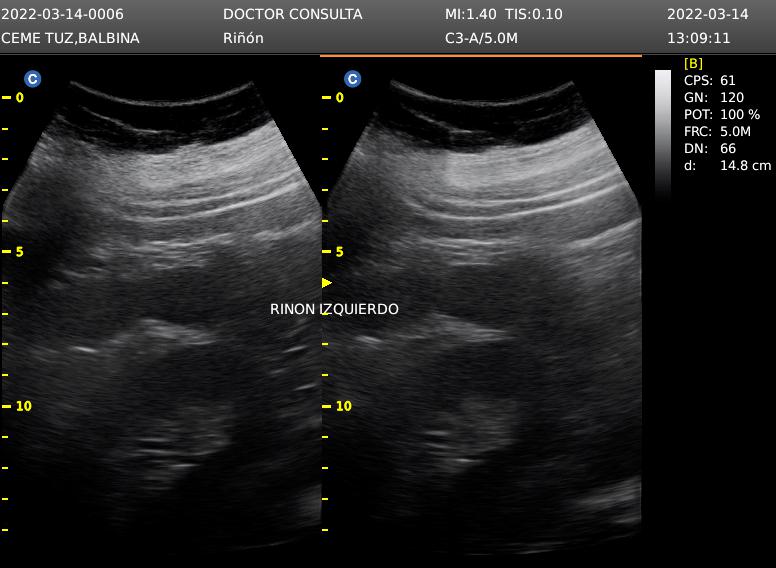 2022-03-14-0006 DOCTOR CONSULTA MI:1.40 TIS:0.10 2022-03-14
CEME TUZ,BALBINA Riñón C3-A/5.0M 13:09:11
C C
[B]
0 0
CPS: 61
GN: 120
POT: 100 %
FRC: 5.0M
DN: 66
d: 14.8 cm
5 5
RINON IZQUIERDO
10 10